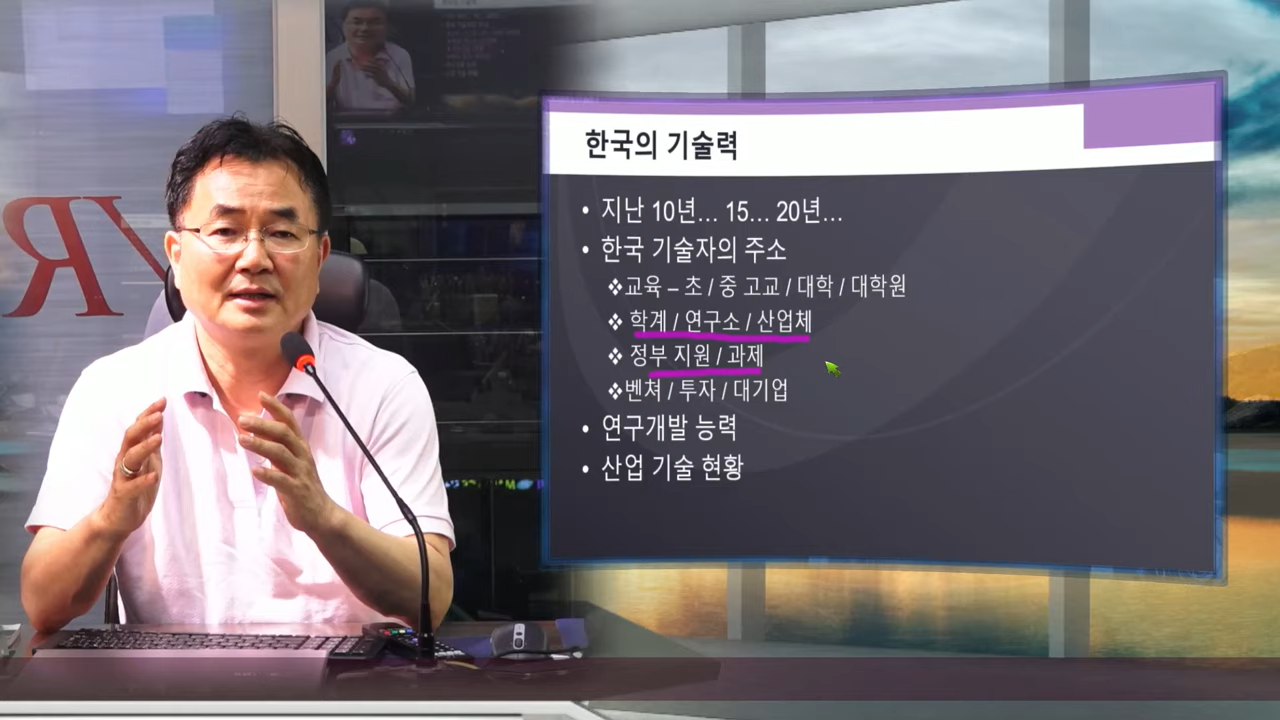 한국의 기술력
• 지난 10년... 15... 20년...
• 한국 기술자의 주소
❖교육 – 초 / 중 고교 / 대학 / 대학원
❖ 학계 / 연구소 / 산업체
❖ 정부 지원 / 과제
❖벤쳐 / 투자 / 대기업
• 연구개발 능력
• 산업 기술 현황